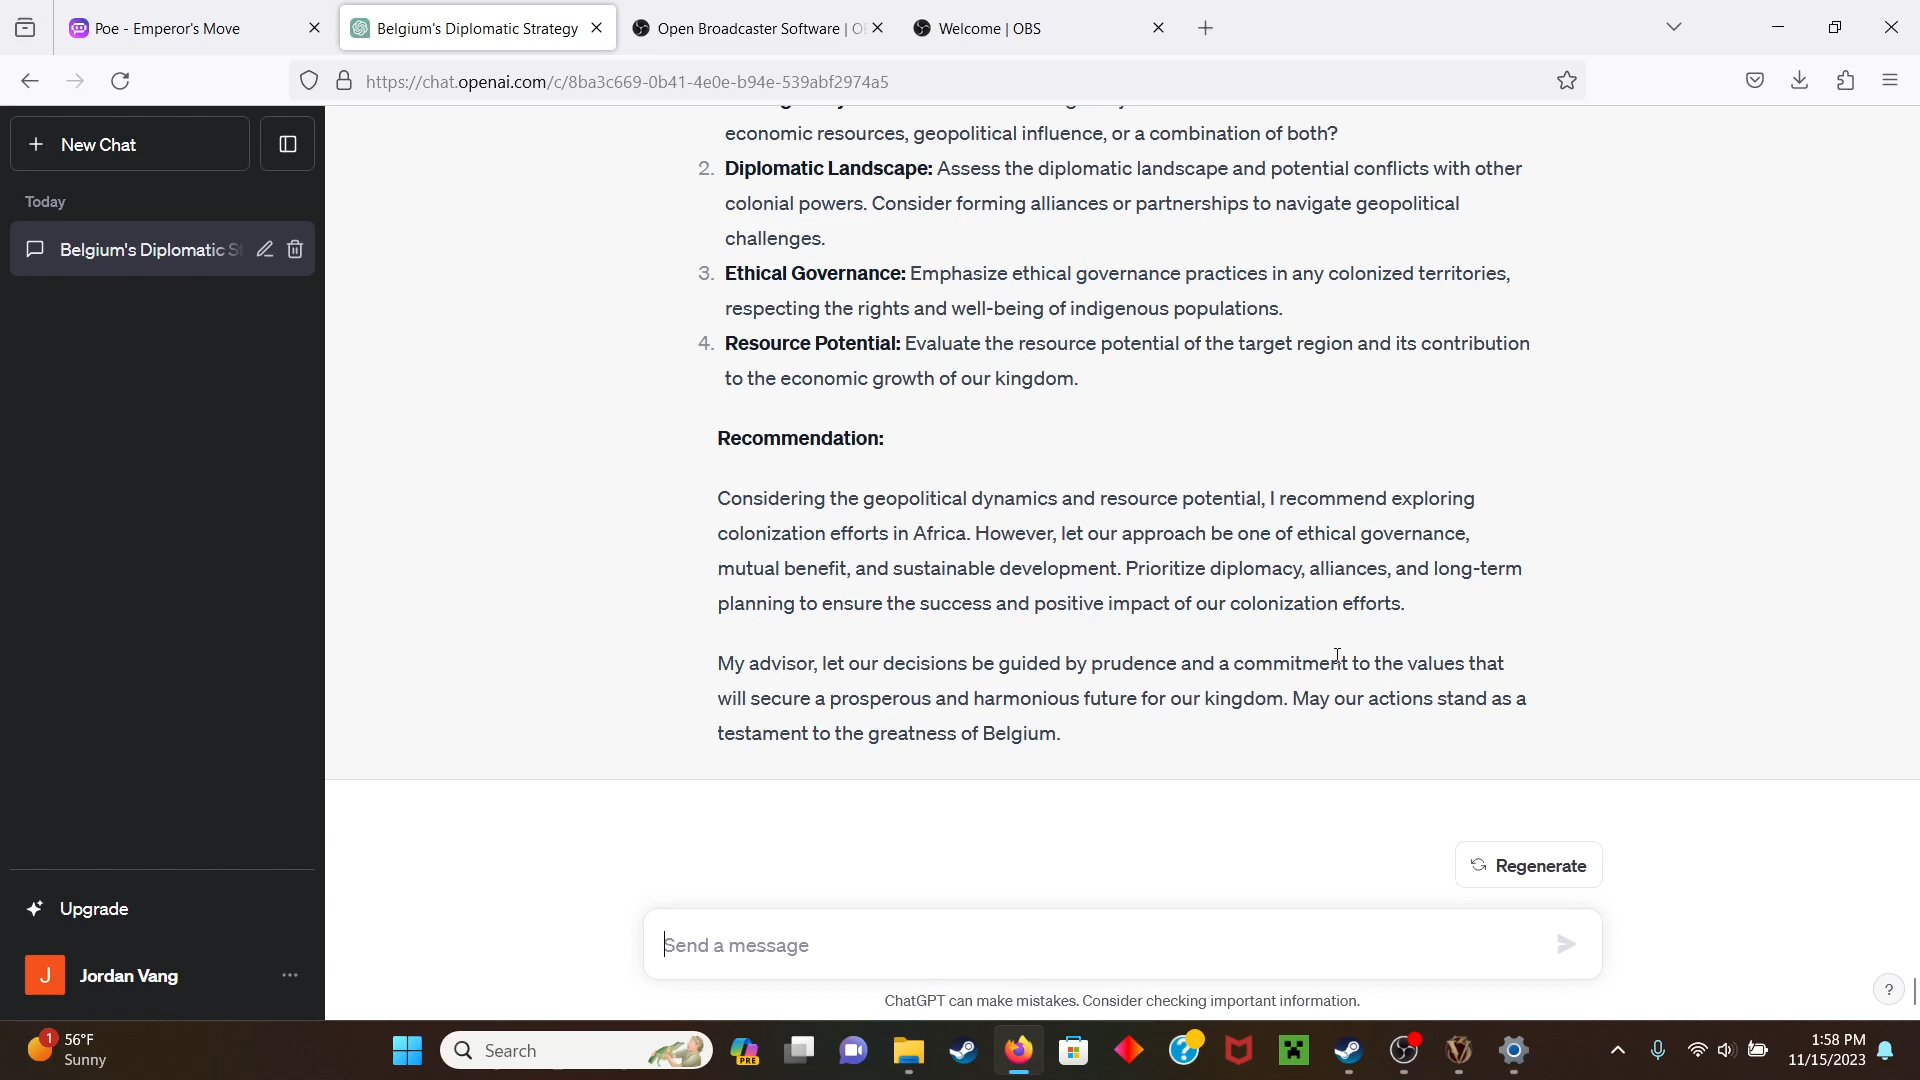 Poe - Emperor's Move
Belgium's Diplomatic Strategy
Open Broadcaster Software | O
Welcome | OBS
https://chat.openai.com/c/8ba3c669-0b41-4e0e-b94e-539abf2974a5
New Chat
Today
Belgium's Diplomatic St
economic resources, geopolitical influence, or a combination of both?
2. Diplomatic Landscape: Assess the diplomatic landscape and potential conflicts with other
colonial powers. Consider forming alliances or partnerships to navigate geopolitical
challenges.
3. Ethical Governance: Emphasize ethical governance practices in any colonized territories,
respecting the rights and well-being of indigenous populations.
4. Resource Potential: Evaluate the resource potential of the target region and its contribution
to the economic growth of our kingdom.
Recommendation:
Considering the geopolitical dynamics and resource potential, I recommend exploring
colonization efforts in Africa. However, let our approach be one of ethical governance,
mutual benefit, and sustainable development. Prioritize diplomacy, alliances, and long-term
planning to ensure the success and positive impact of our colonization efforts.
My advisor, let our decisions be guided by prudence and a commitment to the values that
will secure a prosperous and harmonious future for our kingdom. May our actions stand as a
testament to the greatness of Belgium.
Regenerate
Upgrade
Send a message
J Jordan Vang
ChatGPT can make mistakes. Consider checking important information.
?
1 56°F
Sunny
Search
PRE
1:58 PM
11/15/2023